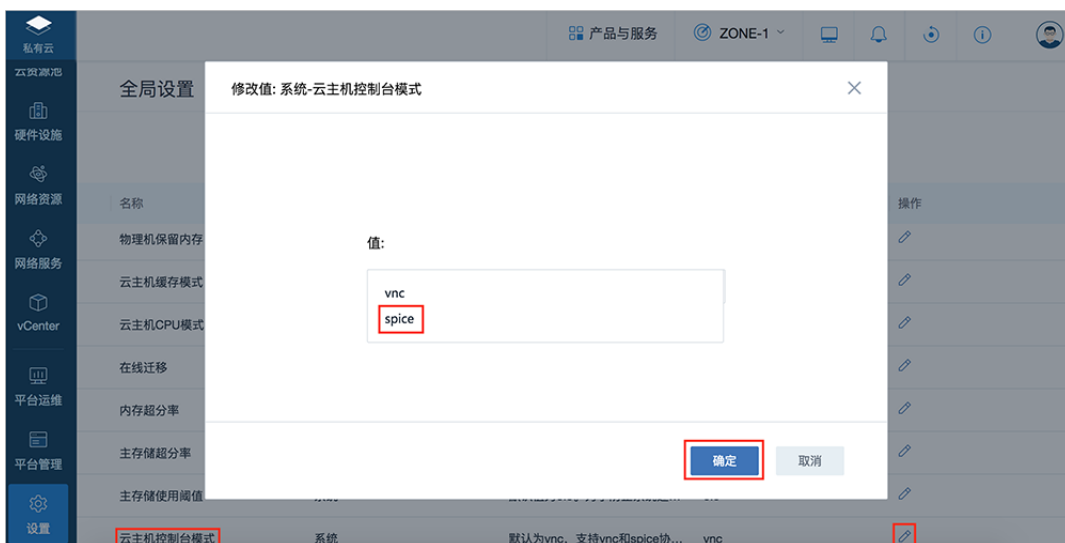 私有云
产品与服务
ZONE-1
云资源池
全局设置
修改值: 系统-云主机控制台模式
硬件设施
网络资源
名称
操作
物理机保留内存
值:
网络服务
云主机缓存模式
vnc
spice
云主机CPU模式
vCenter
在线迁移
平台运维
内存超分率
主存储超分率
确定
取消
平台管理
主存储使用阈值
设置
云主机控制台模式
系统
默认为vnc、支持vnc和spice协...
vnc